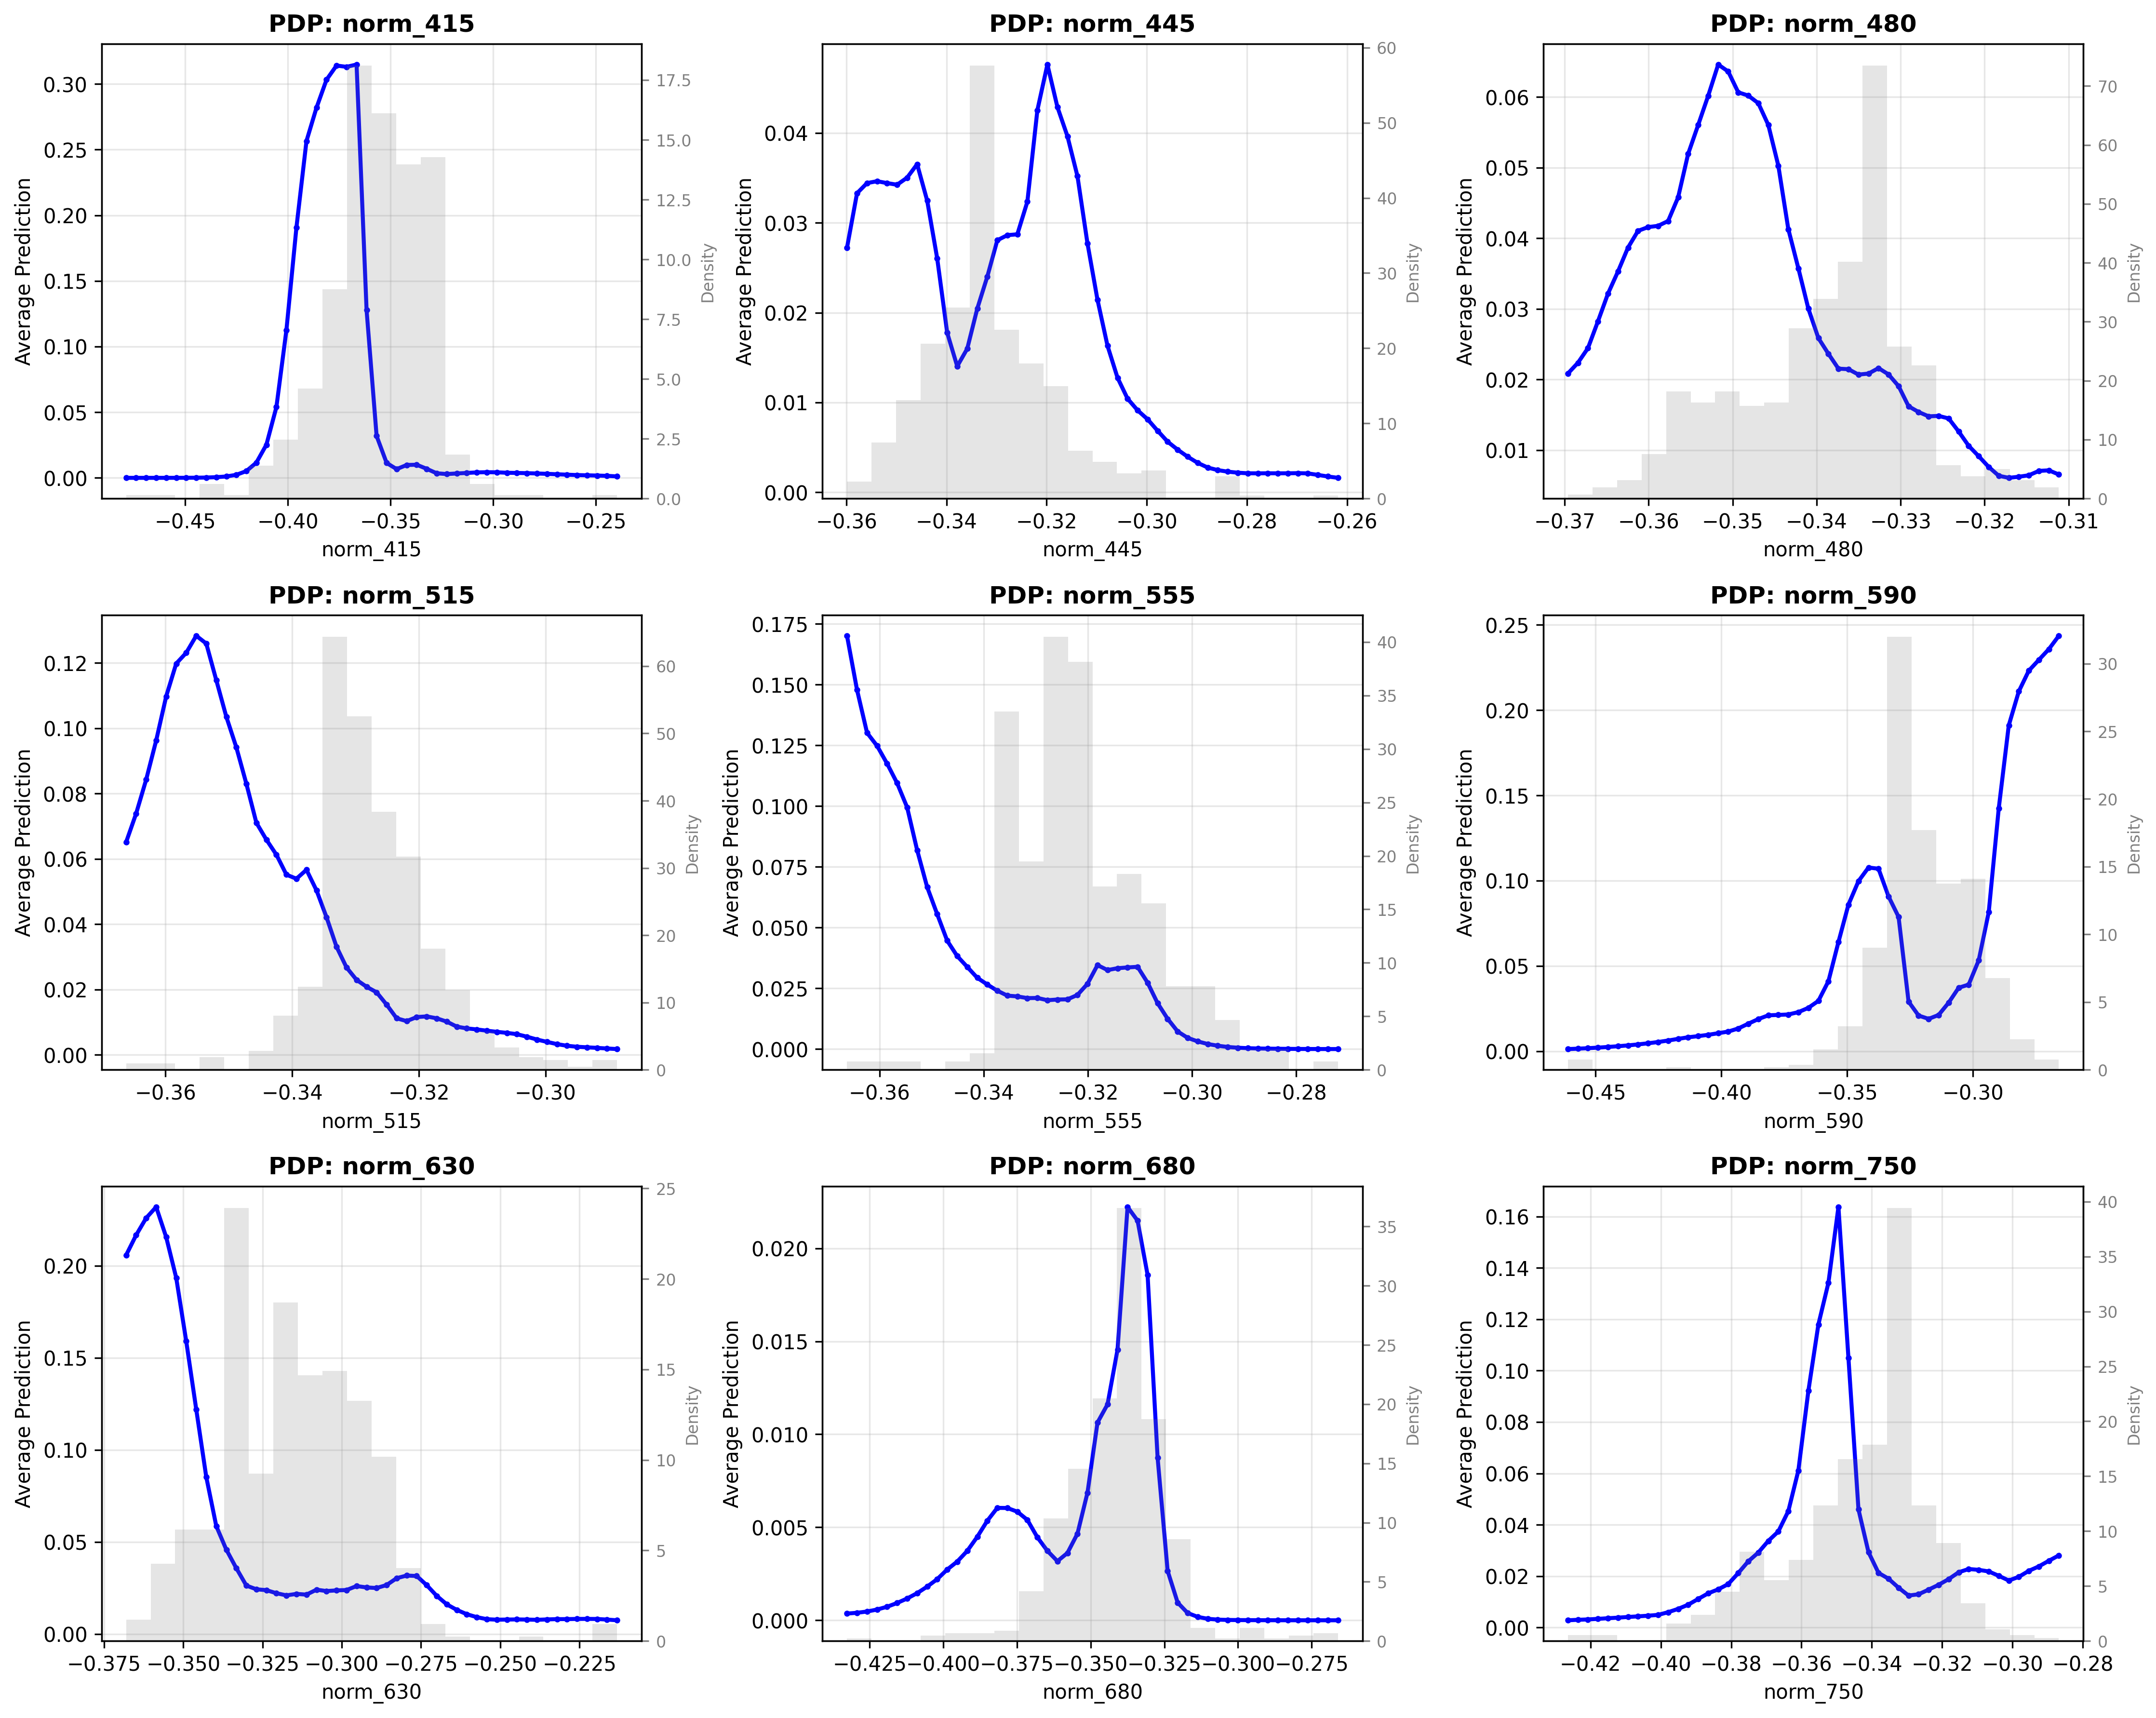 PDP: norm_415
Average Prediction
0.30
0.25
0.20
0.15
0.10
0.05
0.00
17.5
15.0
12.5
10.0
7.5
5.0
2.5
0.0
Density
−0.45 −0.40 −0.35 −0.30 −0.25
norm_415
PDP: norm_445
Average Prediction
0.04
0.03
0.02
0.01
0.00
60
50
40
30
20
10
0
Density
−0.36 −0.34 −0.32 −0.30 −0.28 −0.26
norm_445
PDP: norm_480
Average Prediction
0.06
0.05
0.04
0.03
0.02
0.01
70
60
50
40
30
20
10
0
Density
−0.37 −0.36 −0.35 −0.34 −0.33 −0.32 −0.31
norm_480
PDP: norm_515
Average Prediction
0.12
0.10
0.08
0.06
0.04
0.02
0.00
60
50
40
30
20
10
0
Density
−0.36 −0.34 −0.32 −0.30
norm_515
PDP: norm_555
Average Prediction
0.175
0.150
0.125
0.100
0.075
0.050
0.025
0.000
40
35
30
25
20
15
10
5
0
Density
−0.36 −0.34 −0.32 −0.30 −0.28
norm_555
PDP: norm_590
Average Prediction
0.25
0.20
0.15
0.10
0.05
0.00
30
25
20
15
10
5
0
Density
−0.45 −0.40 −0.35 −0.30
norm_590
PDP: norm_630
Average Prediction
0.20
0.15
0.10
0.05
0.00
25
20
15
10
5
0
Density
−0.375 −0.350 −0.325 −0.300 −0.275 −0.250 −0.225
norm_630
PDP: norm_680
Average Prediction
0.020
0.015
0.010
0.005
0.000
35
30
25
20
15
10
5
0
Density
−0.425 −0.400 −0.375 −0.350 −0.325 −0.300 −0.275
norm_680
PDP: norm_750
Average Prediction
0.16
0.14
0.12
0.10
0.08
0.06
0.04
0.02
0.00
40
35
30
25
20
15
10
5
0
Density
−0.42 −0.40 −0.38 −0.36 −0.34 −0.32 −0.30 −0.28
norm_750